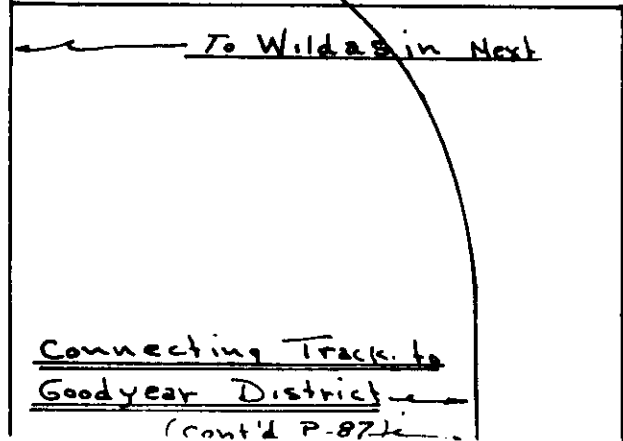 To Wildasin Next
Connecting Track to
Goodyear District
(cont'd P-87)